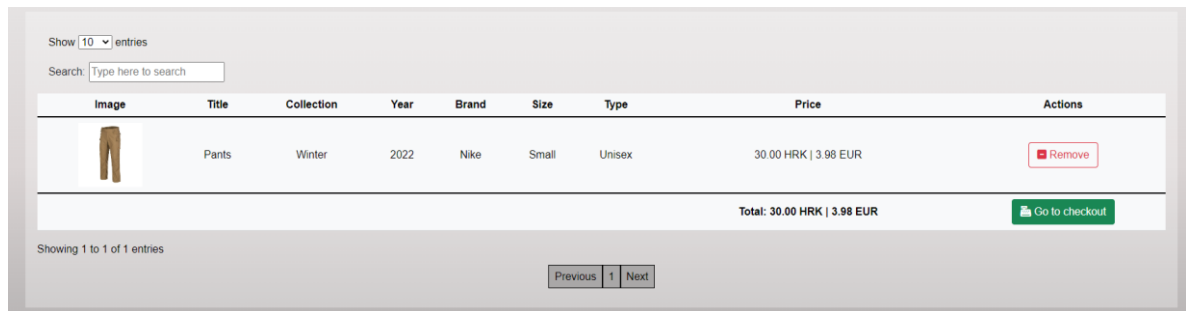 Show 10 entries
Search: Type here to search
Image Title Collection Year Brand Size Type Price Actions
Pants Winter 2022 Nike Small Unisex 30.00 HRK | 3.98 EUR Remove
Total: 30.00 HRK | 3.98 EUR Go to checkout
Showing 1 to 1 of 1 entries
Previous 1 Next